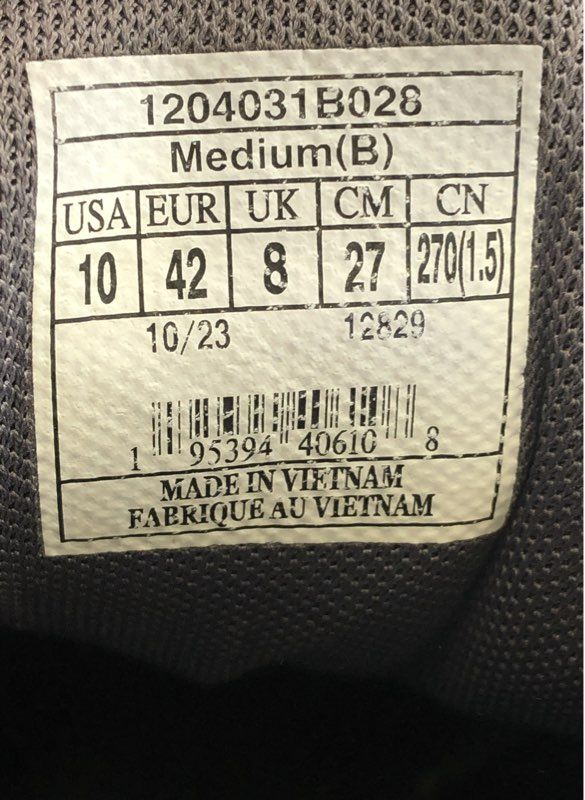 1204031B028
Medium(B)
USA EUR UK CM CN
10 42 8 27 270(1.5)
10/23 12829
1 95394 40610 8
MADE IN VIETNAM
FABRIQUE AU VIETNAM